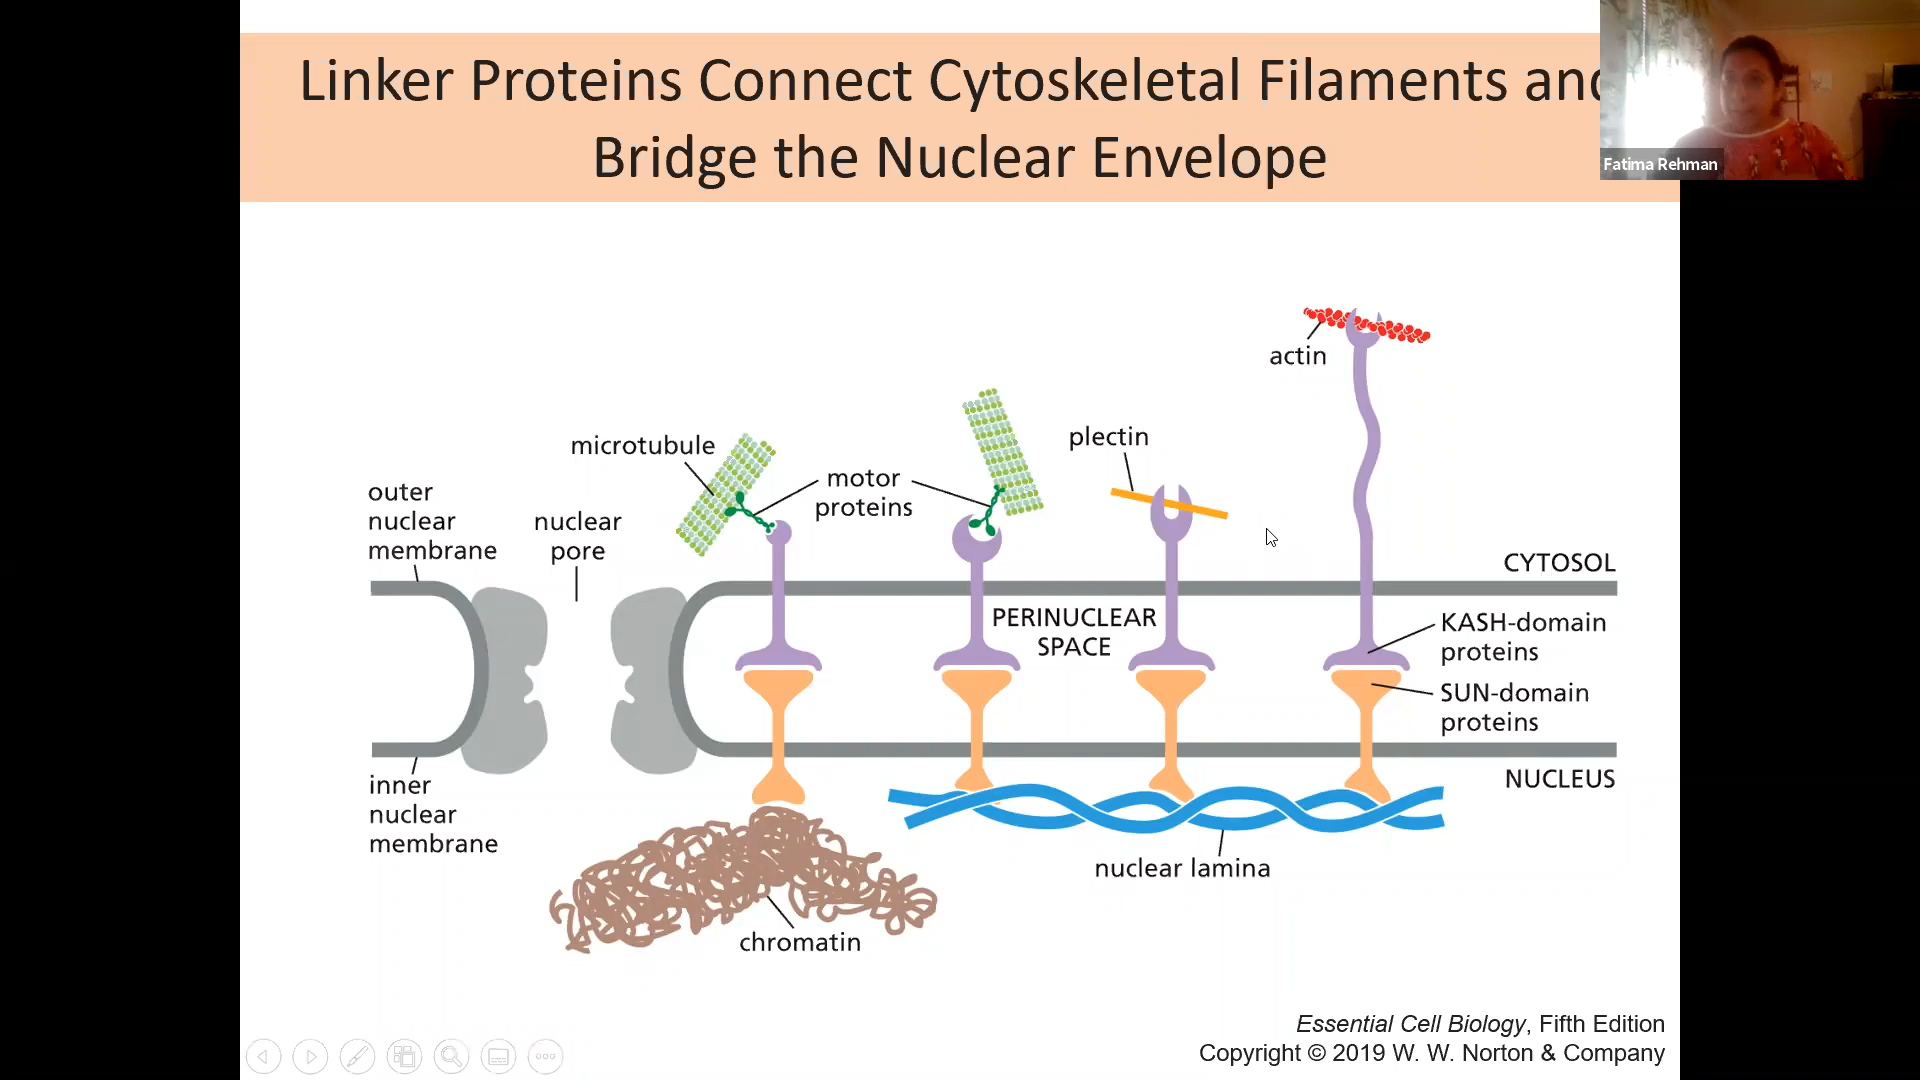 Linker Proteins Connect Cytoskeletal Filaments and
Bridge the Nuclear Envelope
Fatima Rehman
actin
microtubule
plectin
motor
proteins
outer
nuclear
membrane
nuclear
pore
CYTOSOL
PERINUCLEAR
SPACE
KASH-domain
proteins
SUN-domain
proteins
inner
nuclear
membrane
NUCLEUS
nuclear lamina
chromatin
Essential Cell Biology, Fifth Edition
Copyright © 2019 W. W. Norton & Company